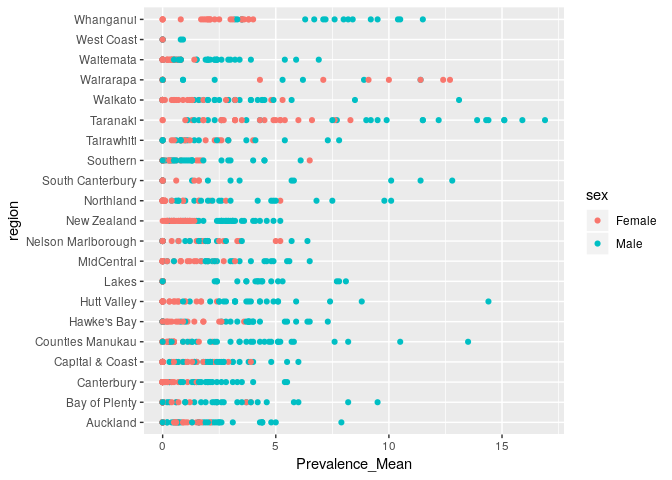 Whanganui
West Coast
Waitemata
Wairarapa
Waikato
Taranaki
Tairawhiti
Southern
South Canterbury
Northland
New Zealand
Nelson Marlborough
MidCentral
Lakes
Hutt Valley
Hawke's Bay
Counties Manukau
Capital & Coast
Canterbury
Bay of Plenty
Auckland
region
0 5 10 15
Prevalence_Mean
sex
Female
Male